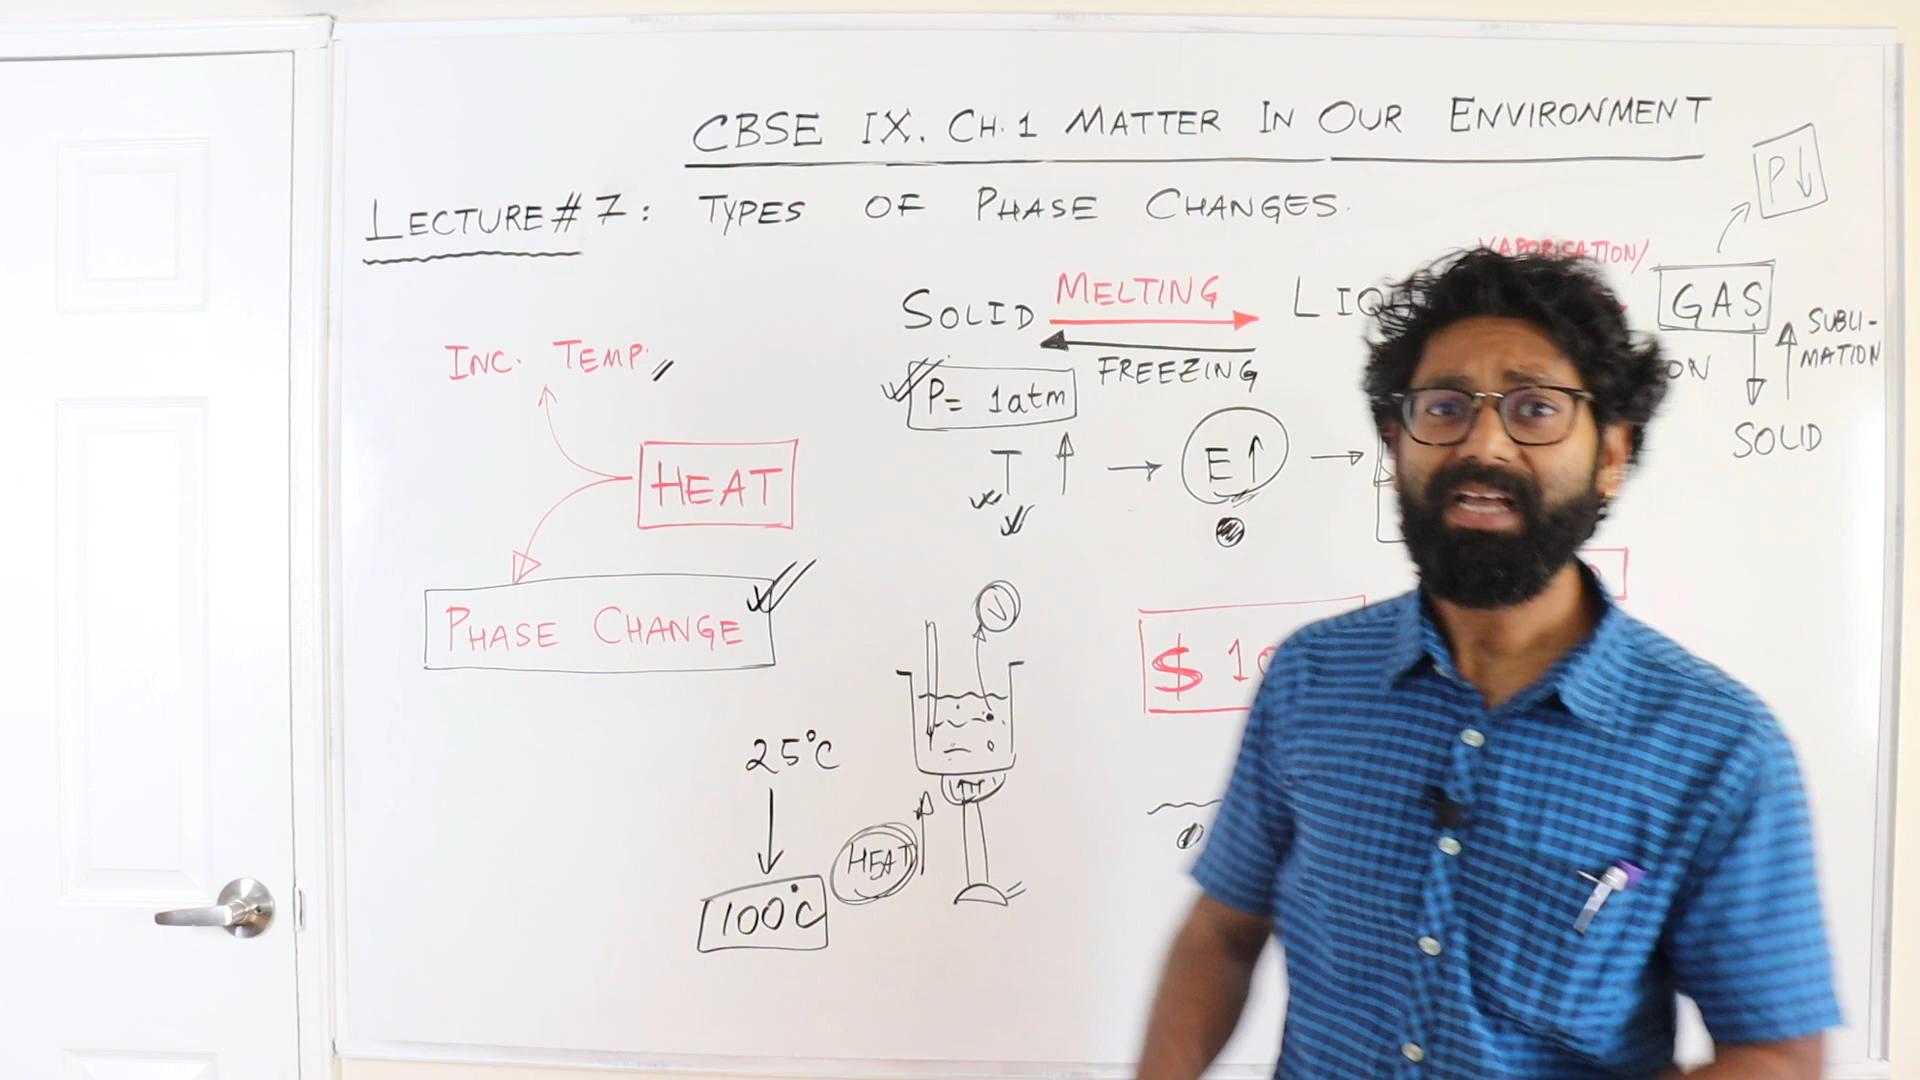 CBSE IX. CH. 1 MATTER IN OUR ENVIRONMENT
LECTURE # 7: TYPES OF PHASE CHANGES.
P↓
VAPORISATION/
SOLID MELTING GAS
FREEZING
SUBLI-
MATION
SOLID
INC. TEMP.
HEAT
PHASE CHANGE
P= 1atm
T ↑ → E↑ →
V
25°C
↓
100°C
HEAT
$